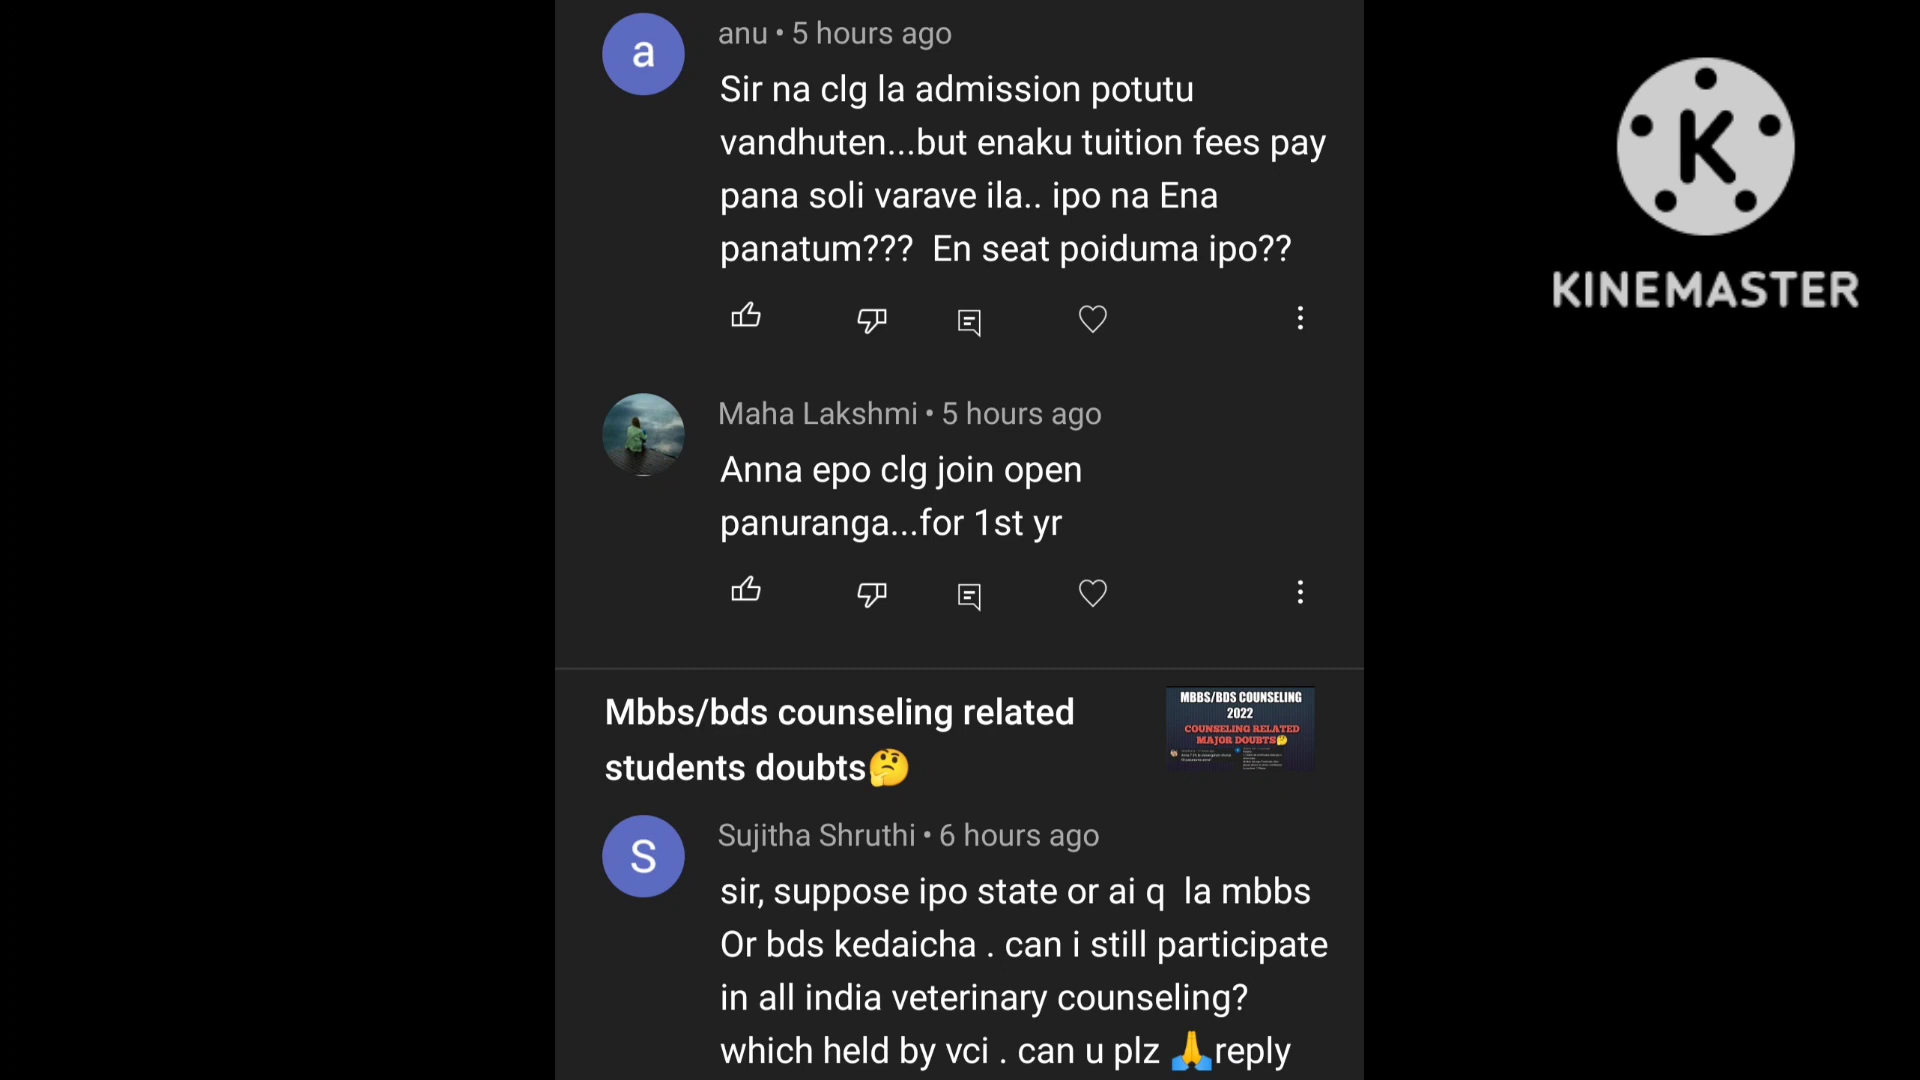 a
anu • 5 hours ago
Sir na clg la admission potutu
vandhuten...but enaku tuition fees pay
pana soli varave ila.. ipo na Ena
panatum??? En seat poiduma ipo??
K
KINEMASTER
Maha Lakshmi • 5 hours ago
Anna epo clg join open
panuranga...for 1st yr
Mbbs/bds counseling related
students doubts🤔
MBBS/BDS COUNSELING
2022
COUNSELING RELATED
MAJOR DOUBTS🤔
S
Sujitha Shruthi • 6 hours ago
sir, suppose ipo state or ai q la mbbs
Or bds kedaicha . can i still participate
in all india veterinary counseling?
which held by vci . can u plz 🙏reply